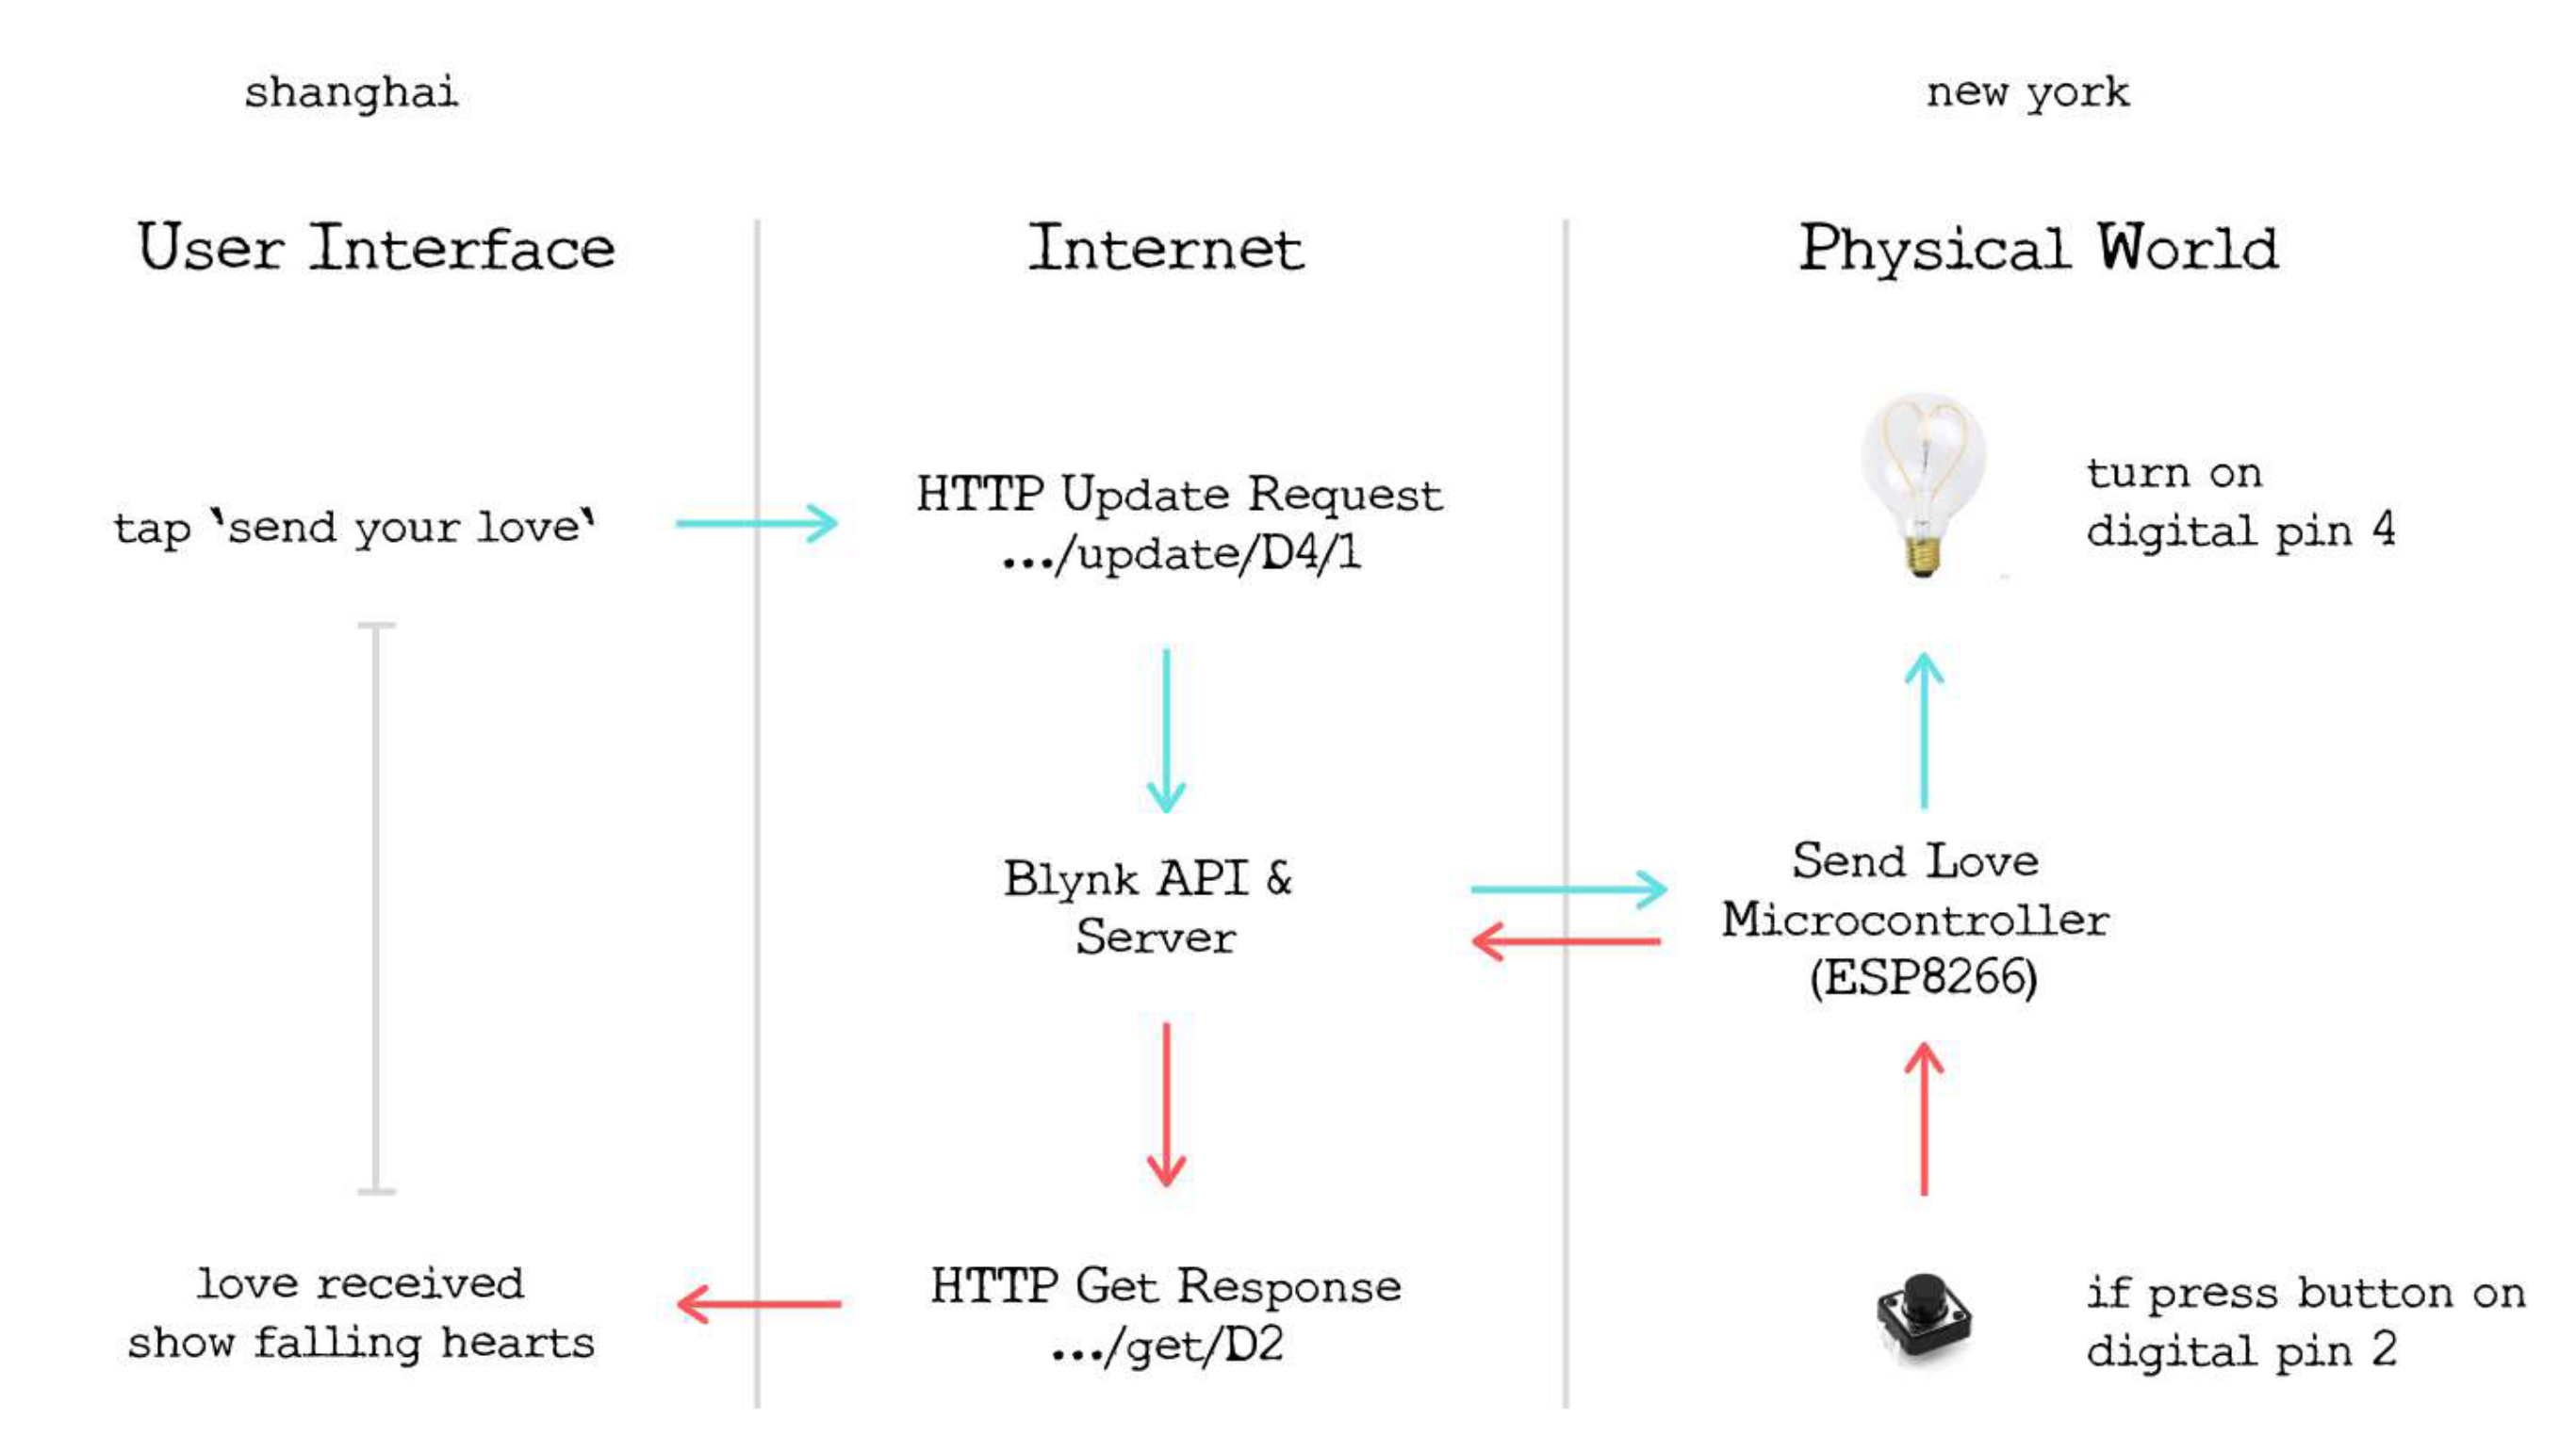 shanghai
new york
User Interface
Internet
Physical World
tap ‵send your love‵
HTTP Update Request
.../update/D4/1
turn on
digital pin 4
Blynk API &
Server
Send Love
Microcontroller
(ESP8266)
love received
show falling hearts
HTTP Get Response
.../get/D2
if press button on
digital pin 2